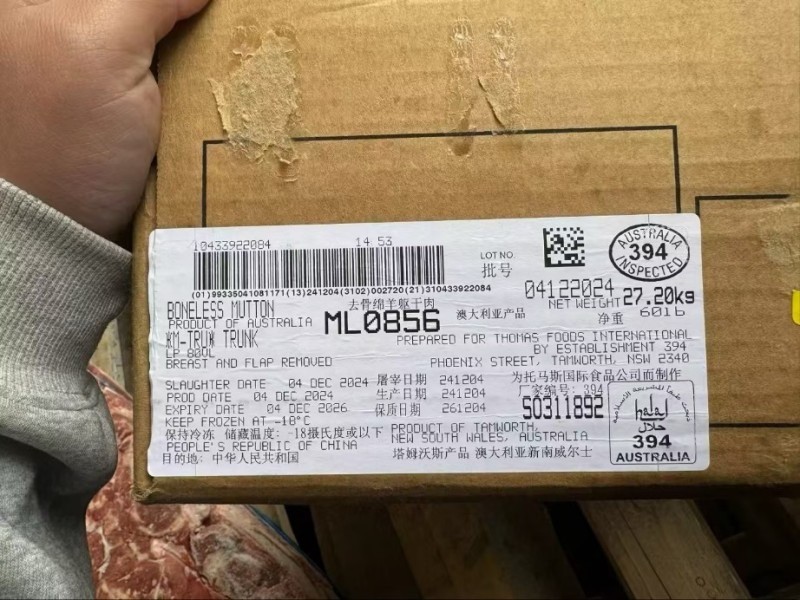 10433922084
14 53
(01)99335041081171(13)241204(3102)002720(21)310433922084
LOT NO.
批号
AUSTRALIA
394
INSPECTED
BONELESS MUTTON
去骨绵羊躯干肉
PRODUCT OF AUSTRALIA
ML0856
澳大利亚产品
04122024
NET WEIGHT 27.20kg
净重 60lb
*M-TRU* TRUNK
BREAST AND FLAP REMOVED
PREPARED FOR THOMAS FOODS INTERNATIONAL
BY ESTABLISHMENT 394
PHOENIX STREET, TAMWORTH, NSW 2340
SLAUGHTER DATE 04 DEC 2024 屠宰日期 241204
PROD DATE 04 DEC 2024 生产日期 241204
EXPIRY DATE 04 DEC 2026 保质日期 261204
KEEP FROZEN AT -18°C
保持冷冻 储藏温度: -18摄氏度或以下
PEOPLE'S REPUBLIC OF CHINA
目的地: 中华人民共和国
为托马斯国际食品公司而制作
厂家编号: 394
S0311892
PRODUCT OF TAMWORTH,
NEW SOUTH WALES, AUSTRALIA
塔姆沃斯产品 澳大利亚新南威尔士
halal
حلال
394
AUSTRALIA